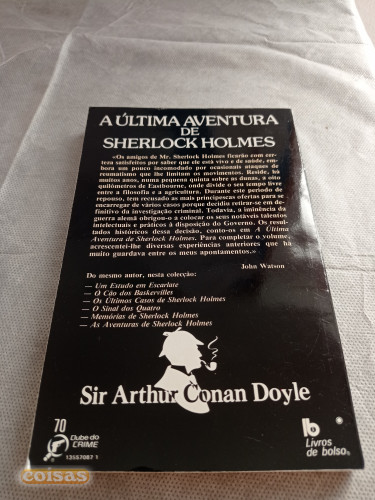 A ÚLTIMA AVENTURA
DE
SHERLOCK HOLMES
«Os amigos de Mr. Sherlock Holmes ficarão com cer-
teza satisfeitos por saber que ele está vivo e de saúde, em-
bora um pouco incomodado por ocasionais ataques de
reumatismo que lhe limitam os movimentos. Reside, há
muitos anos, numa pequena quinta sobre as dunas, a oito
quilómetros de Eastbourne, onde divide o seu tempo livre
entre a filosofia e a agricultura. Durante este período de
repouso, tem recusado as mais principescas ofertas para se
encarregar de vários casos porque decidiu retirar-se em de-
finitivo da investigação criminal. Todavia, a iminência da
guerra alemã obrigou-o a colocar os seus notáveis talentos
intelectuais e práticos à disposição do Governo. Os resul-
tados históricos dessa decisão, conto-os em A Última
Aventura de Sherlock Holmes. Para completar o volume,
acrescentei-lhe diversas experiências anteriores que há
muito guardava entre os meus apontamentos.»
John Watson
Do mesmo autor, nesta colecção:
— Um Estudo em Escarlate
— O Cão dos Baskervilles
— Os Últimos Casos de Sherlock Holmes
— O Sinal dos Quatro
— Memórias de Sherlock Holmes
— As Aventuras de Sherlock Holmes
Sir Arthur Conan Doyle
70
Clube do
CRIME
13557087 1
Livros
de bolso
coisas